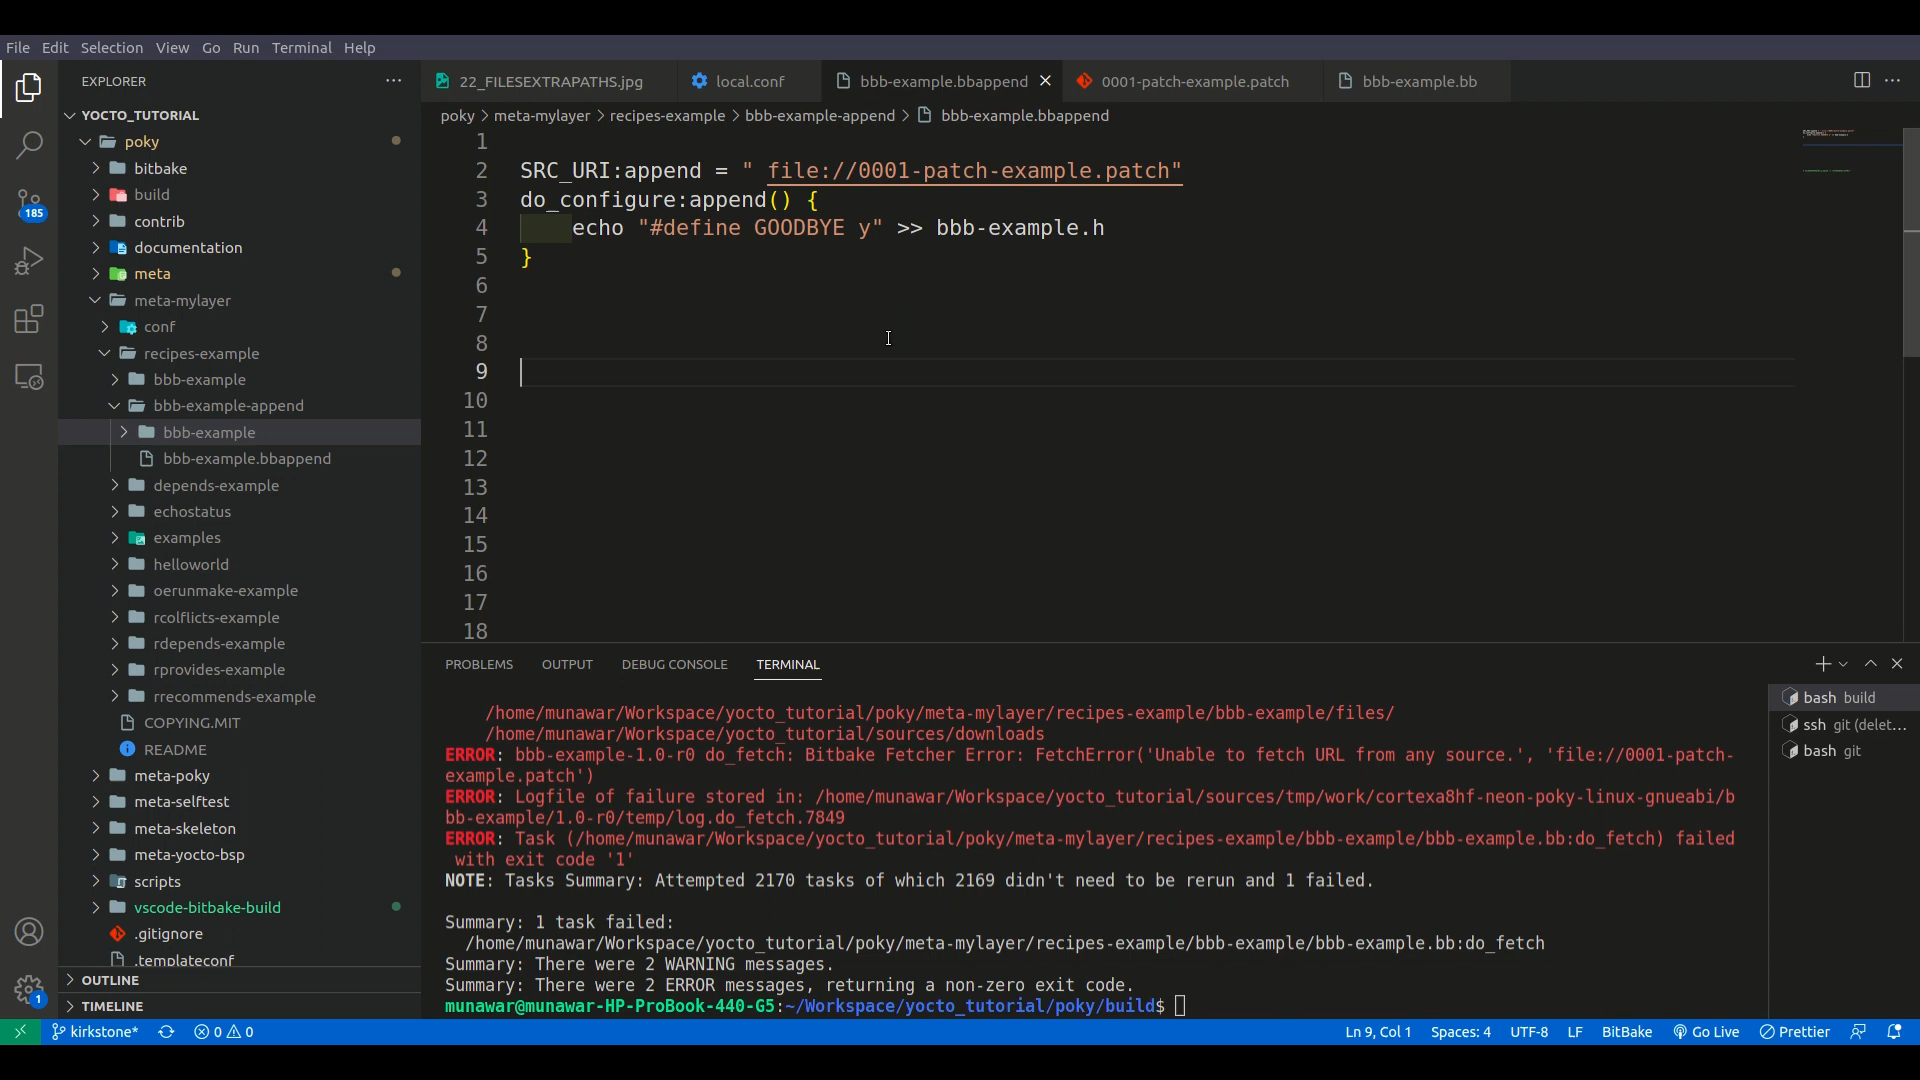 File Edit Selection View Go Run Terminal Help
EXPLORER
22_FILESEXTRAPATHS.jpg
local.conf
bbb-example.bbappend
0001-patch-example.patch
bbb-example.bb
YOCTO_TUTORIAL
poky
bitbake
build
contrib
documentation
meta
meta-mylayer
conf
recipes-example
bbb-example
bbb-example-append
bbb-example
bbb-example.bbappend
depends-example
echostatus
examples
helloworld
oerunmake-example
rcolflicts-example
rdepends-example
rprovides-example
rrecommends-example
COPYING.MIT
README
meta-poky
meta-selftest
meta-skeleton
meta-yocto-bsp
scripts
vscode-bitbake-build
.gitignore
.templateconf
OUTLINE
TIMELINE
185
1
poky > meta-mylayer > recipes-example > bbb-example-append > bbb-example.bbappend
1
2 SRC_URI:append = " file://0001-patch-example.patch"
3 do_configure:append() {
4 echo "#define GOODBYE y" >> bbb-example.h
5 }
6
7
8
9
10
11
12
13
14
15
16
17
18
PROBLEMS OUTPUT DEBUG CONSOLE TERMINAL
/home/munawar/Workspace/yocto_tutorial/poky/meta-mylayer/recipes-example/bbb-example/files/
/home/munawar/Workspace/yocto_tutorial/sources/downloads
ERROR: bbb-example-1.0-r0 do_fetch: Bitbake Fetcher Error: FetchError('Unable to fetch URL from any source.', 'file://0001-patch-
example.patch')
ERROR: Logfile of failure stored in: /home/munawar/Workspace/yocto_tutorial/sources/tmp/work/cortexa8hf-neon-poky-linux-gnueabi/b
bb-example/1.0-r0/temp/log.do_fetch.7849
ERROR: Task (/home/munawar/Workspace/yocto_tutorial/poky/meta-mylayer/recipes-example/bbb-example/bbb-example.bb:do_fetch) failed
with exit code '1'
NOTE: Tasks Summary: Attempted 2170 tasks of which 2169 didn't need to be rerun and 1 failed.
Summary: 1 task failed:
/home/munawar/Workspace/yocto_tutorial/poky/meta-mylayer/recipes-example/bbb-example/bbb-example.bb:do_fetch
Summary: There were 2 WARNING messages.
Summary: There were 2 ERROR messages, returning a non-zero exit code.
munawar@munawar-HP-ProBook-440-G5:~/Workspace/yocto_tutorial/poky/build$
bash build
ssh git (delet...
bash git
kirkstone* 0 0 Ln 9, Col 1 Spaces: 4 UTF-8 LF BitBake Go Live Prettier